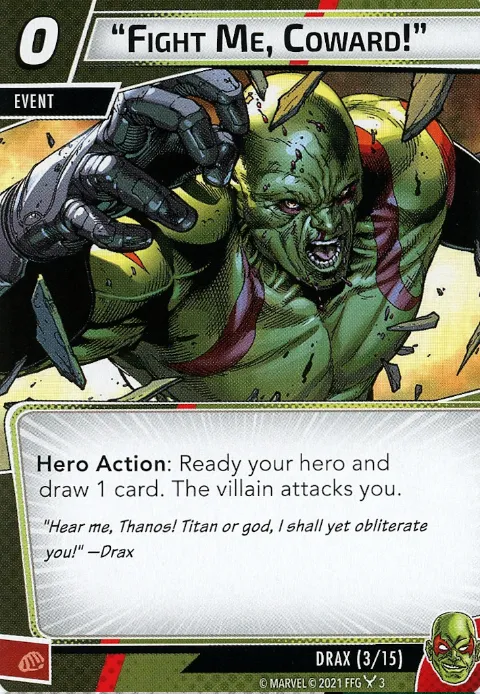 0
"FIGHT ME, COWARD!"
EVENT
Hero Action: Ready your hero and
draw 1 card. The villain attacks you.
"Hear me, Thanos! Titan or god, I shall yet obliterate
you!" —Drax
DRAX (3/15)
© MARVEL © 2021 FFG 3